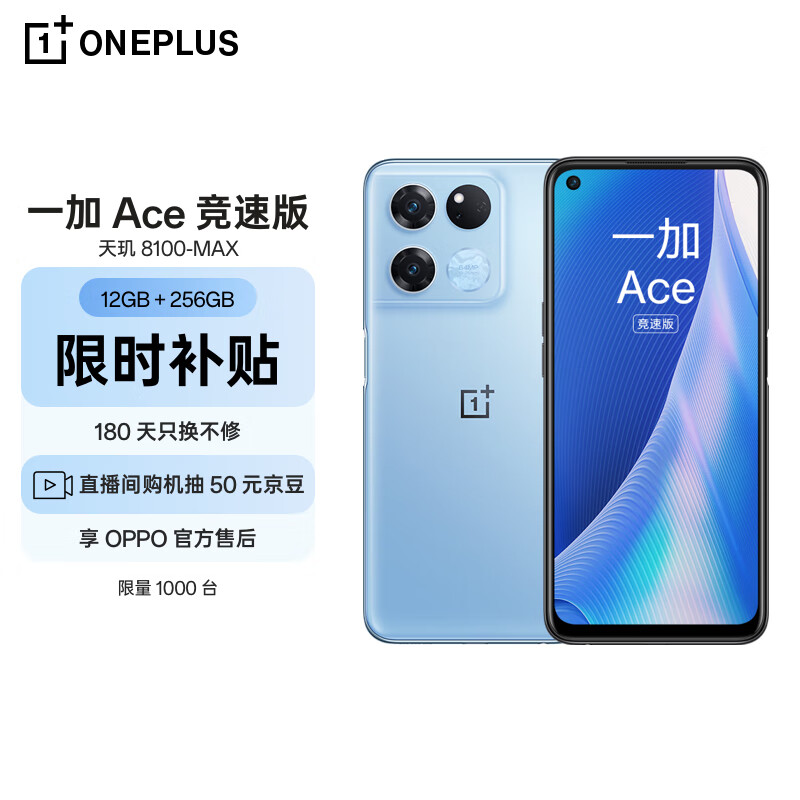 1+ ONEPLUS
一加 Ace 竞速版
天玑 8100-MAX
12GB + 256GB
限时补贴
180 天只换不修
直播间购机抽 50 元京豆
享 OPPO 官方售后
限量 1000 台
1+
一加
Ace
竞速版